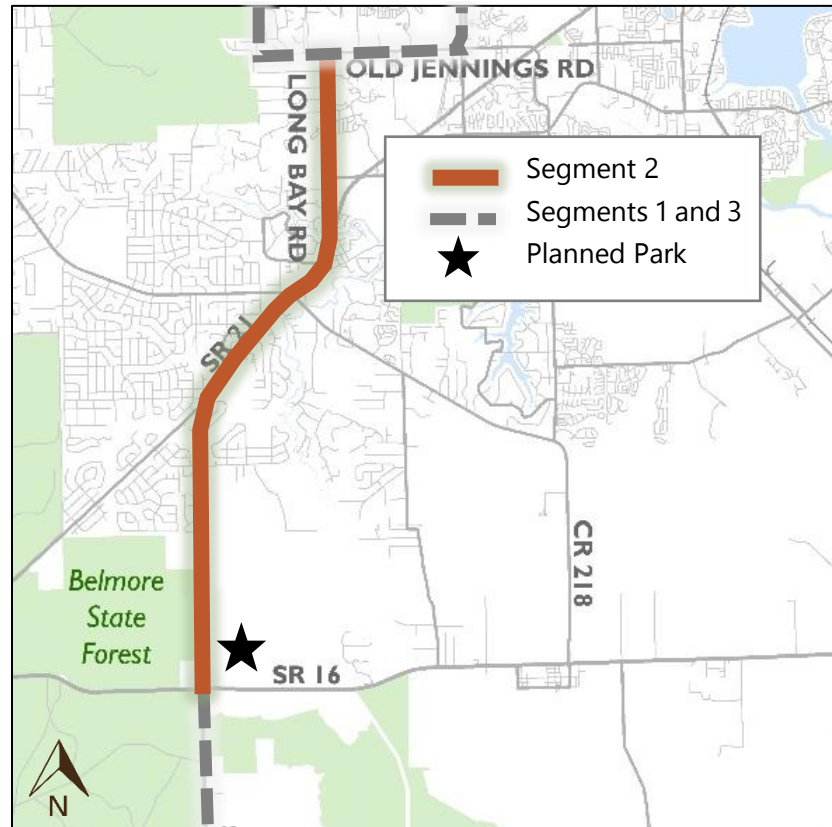 OLD JENNINGS RD
LONG BAY RD
Segment 2
Segments 1 and 3
Planned Park
SR 21
CR 218
Belmore
State
Forest
SR 16
N